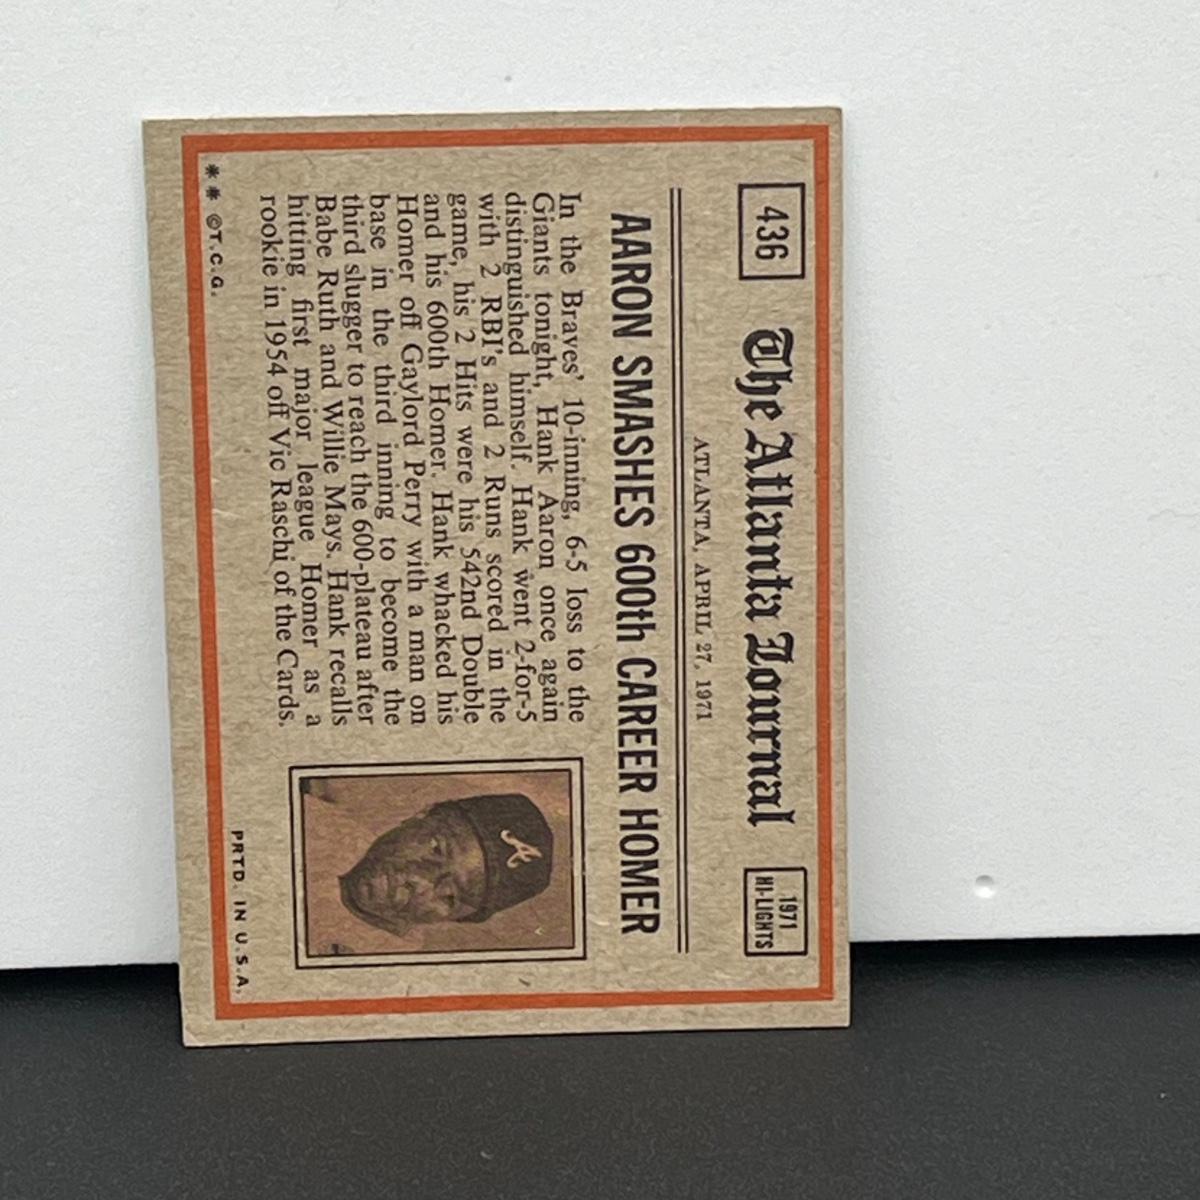 436
The Atlanta Journal
1971
HI-LIGHTS
ATLANTA, APRIL 27, 1971
AARON SMASHES 600th CAREER HOMER
In the Braves' 10-inning, 6-5 loss to the
Giants tonight, Hank Aaron once again
distinguished himself. Hank went 2-for-5
with 2 RBI's and 2 Runs scored in the
game, his 2 Hits were his 542nd Double
and his 600th Homer. Hank whacked his
Homer off Gaylord Perry with a man on
base in the third inning to become the
third slugger to reach the 600-plateau after
Babe Ruth and Willie Mays. Hank recalls
hitting first major league Homer as a
rookie in 1954 off Vic Raschi of the Cards.
A
** ©T.C.G.
PRTD. IN U.S.A.